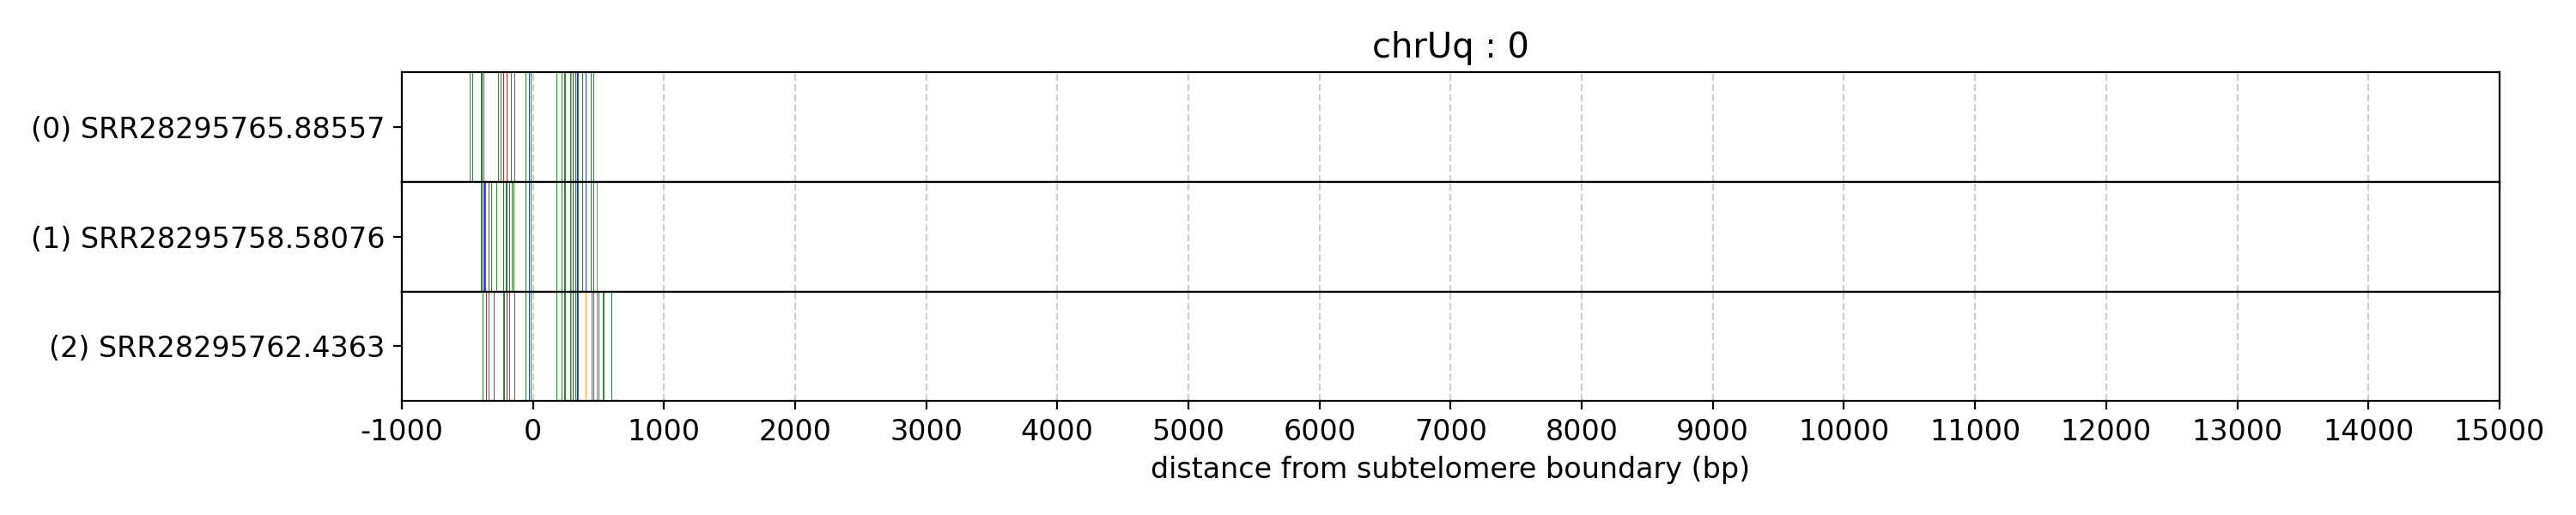 chrUq : 0
(0) SRR28295765.88557
(1) SRR28295758.58076
(2) SRR28295762.4363
-1000 0 1000 2000 3000 4000 5000 6000 7000 8000 9000 10000 11000 12000 13000 14000 15000
distance from subtelomere boundary (bp)